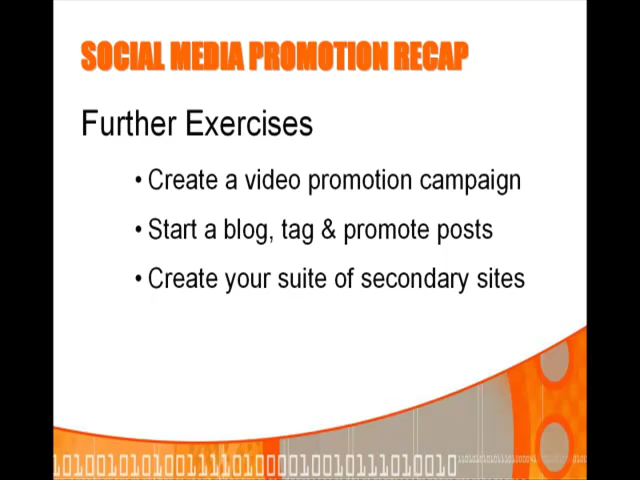 SOCIAL MEDIA PROMOTION RECAP
Further Exercises
• Create a video promotion campaign
• Start a blog, tag & promote posts
• Create your suite of secondary sites